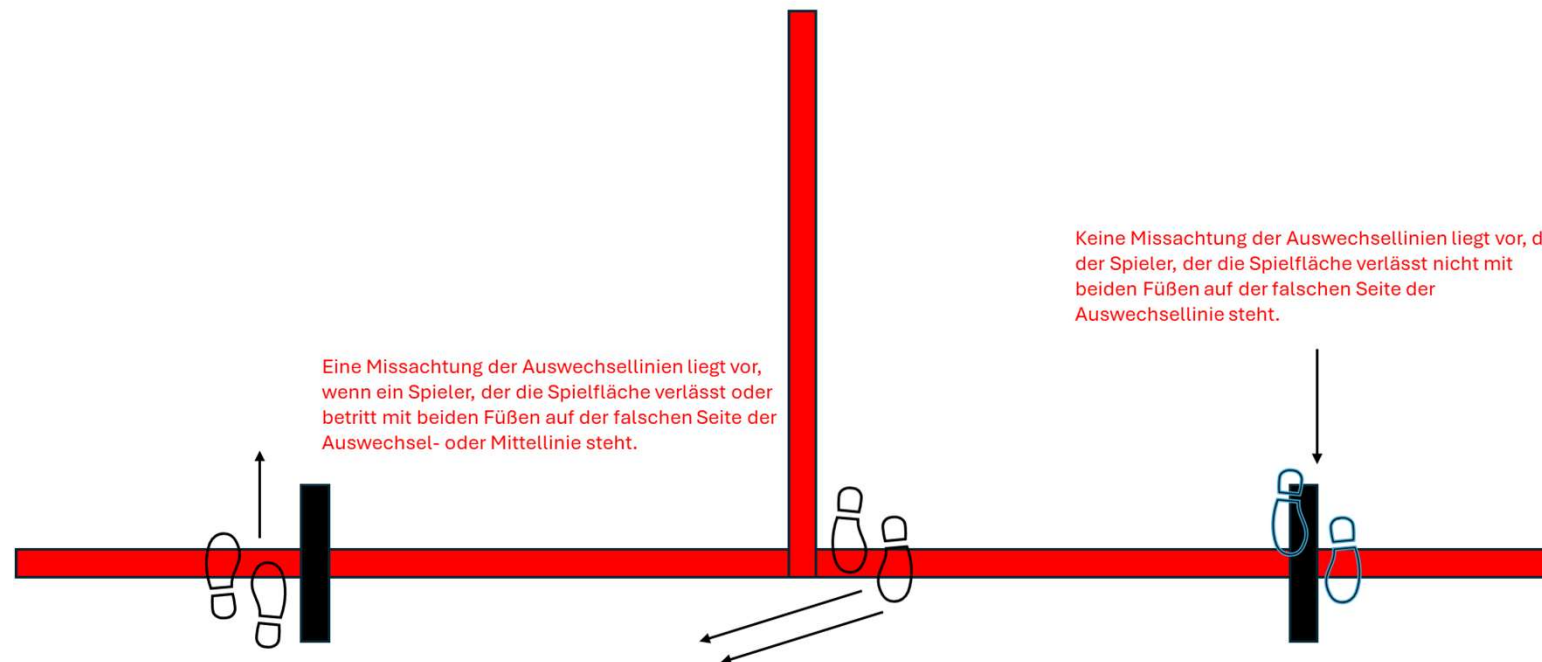 Keine Missachtung der Auswechsellinien liegt vor, d
der Spieler, der die Spielfläche verlässt nicht mit
beiden Füßen auf der falschen Seite der
Auswechsellinie steht.
Eine Missachtung der Auswechsellinien liegt vor,
wenn ein Spieler, der die Spielfläche verlässt oder
betritt mit beiden Füßen auf der falschen Seite der
Auswechsel- oder Mittellinie steht.